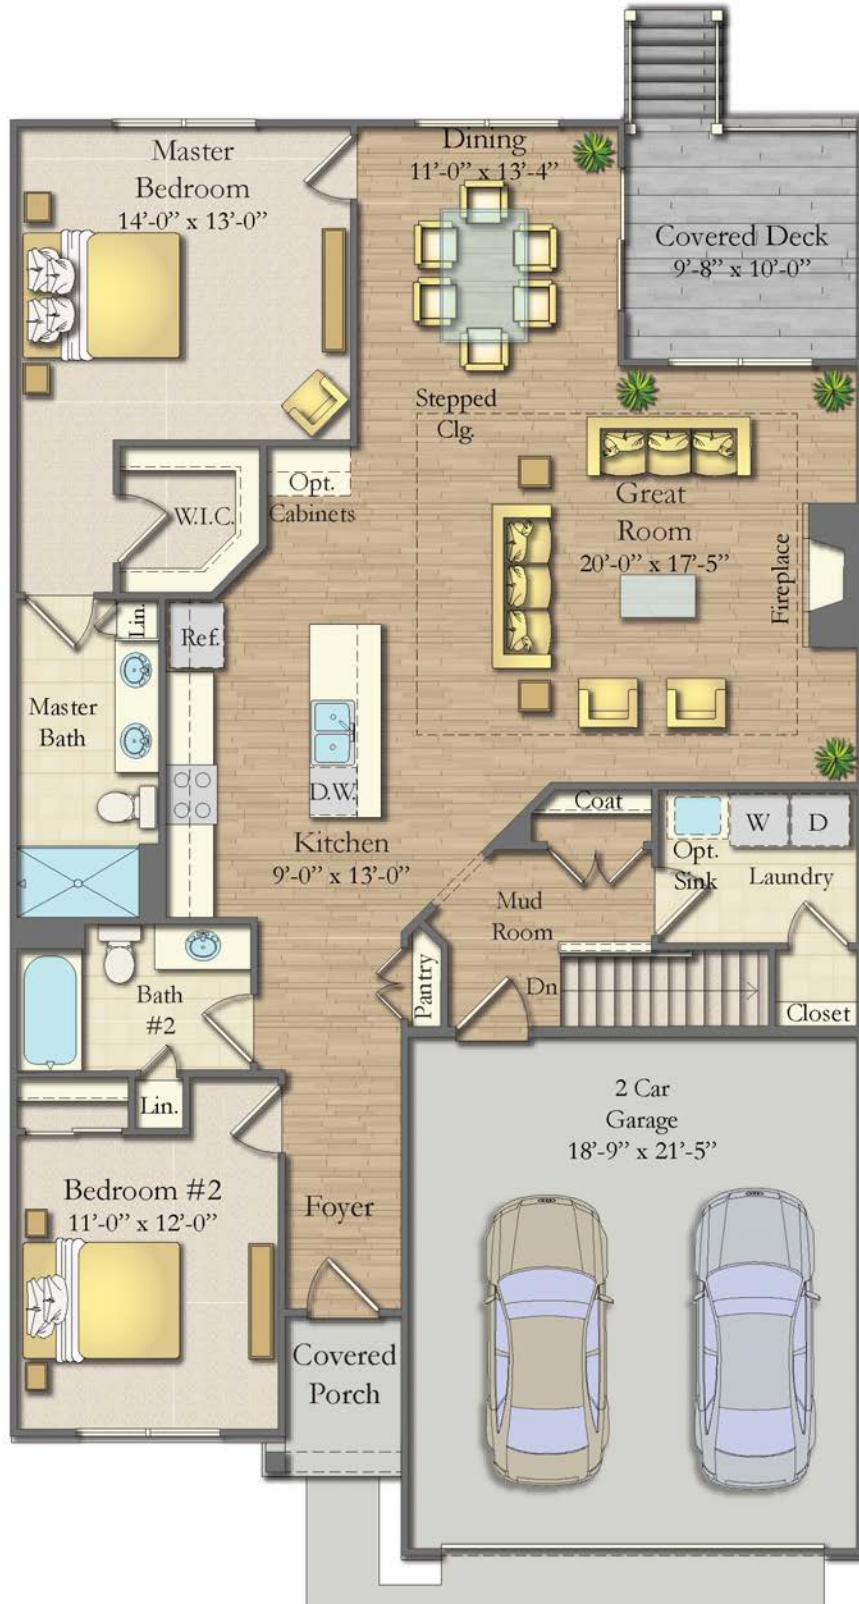 Master
Bedroom
14'-0" x 13'-0"
Dining
11'-0" x 13'-4"
Covered Deck
9'-8" x 10'-0"
Stepped
Clg.
Opt.
Cabinets
W.I.C.
Great
Room
20'-0" x 17'-5"
Fireplace
Lin.
Ref.
Master
Bath
D.W.
Kitchen
9'-0" x 13'-0"
Coat
W
D
Opt.
Sink
Laundry
Mud
Room
Pantry
Dn
Closet
Bath
#2
Lin.
2 Car
Garage
18'-9" x 21'-5"
Bedroom #2
11'-0" x 12'-0"
Foyer
Covered
Porch